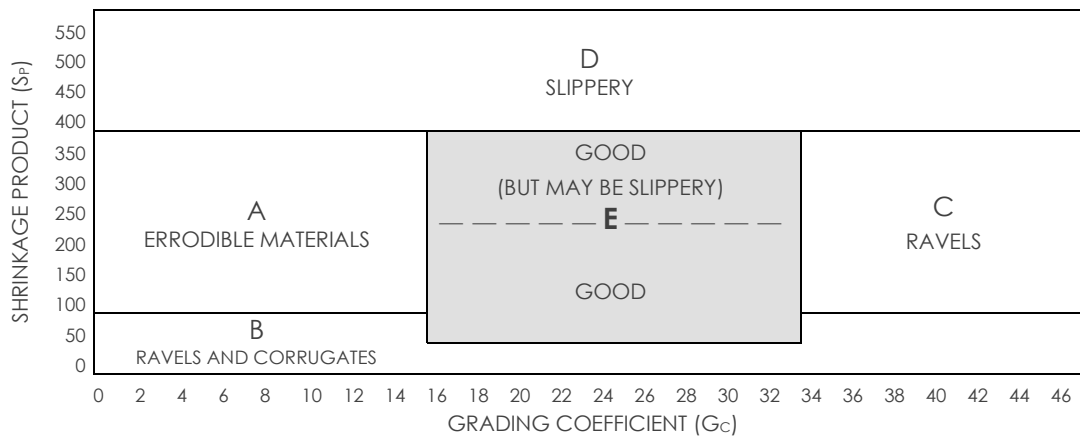 SHRINKAGE PRODUCT (SP)
550
500
450
400
350
300
250
200
150
100
50
0
D
SLIPPERY
GOOD
(BUT MAY BE SLIPPERY)
E
GOOD
A
ERRODIBLE MATERIALS
C
RAVELS
B
RAVELS AND CORRUGATES
0 2 4 6 8 10 12 14 16 18 20 22 24 26 28 30 32 34 36 38 40 42 44 46
GRADING COEFFICIENT (GC)